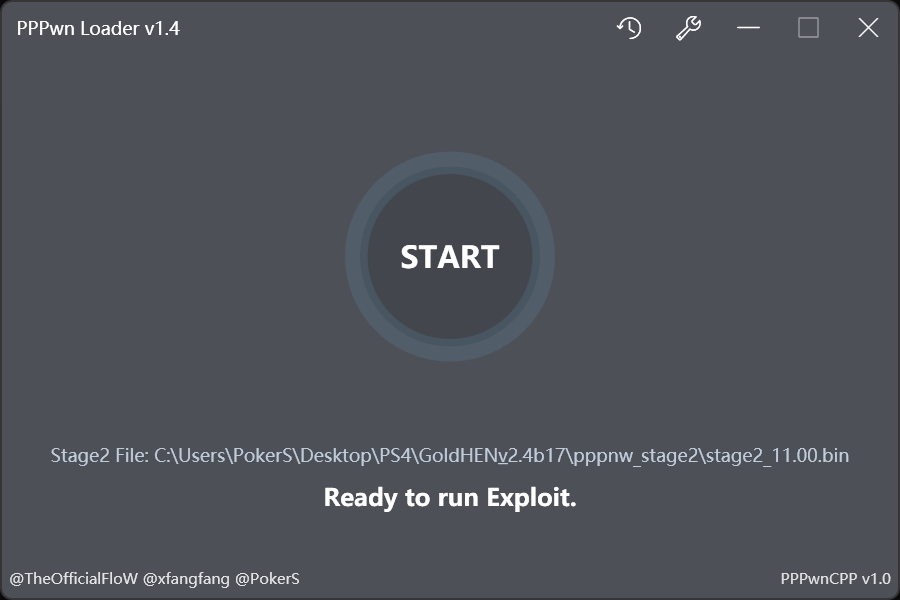 PPPwn Loader v1.4
START
Stage2 File: C:\Users\PokerS\Desktop\PS4\GoldHENv2.4b17\pppnw_stage2\stage2_11.00.bin
Ready to run Exploit.
@TheOfficialFloW @xfangfang @PokerS
PPPwnCPP v1.0